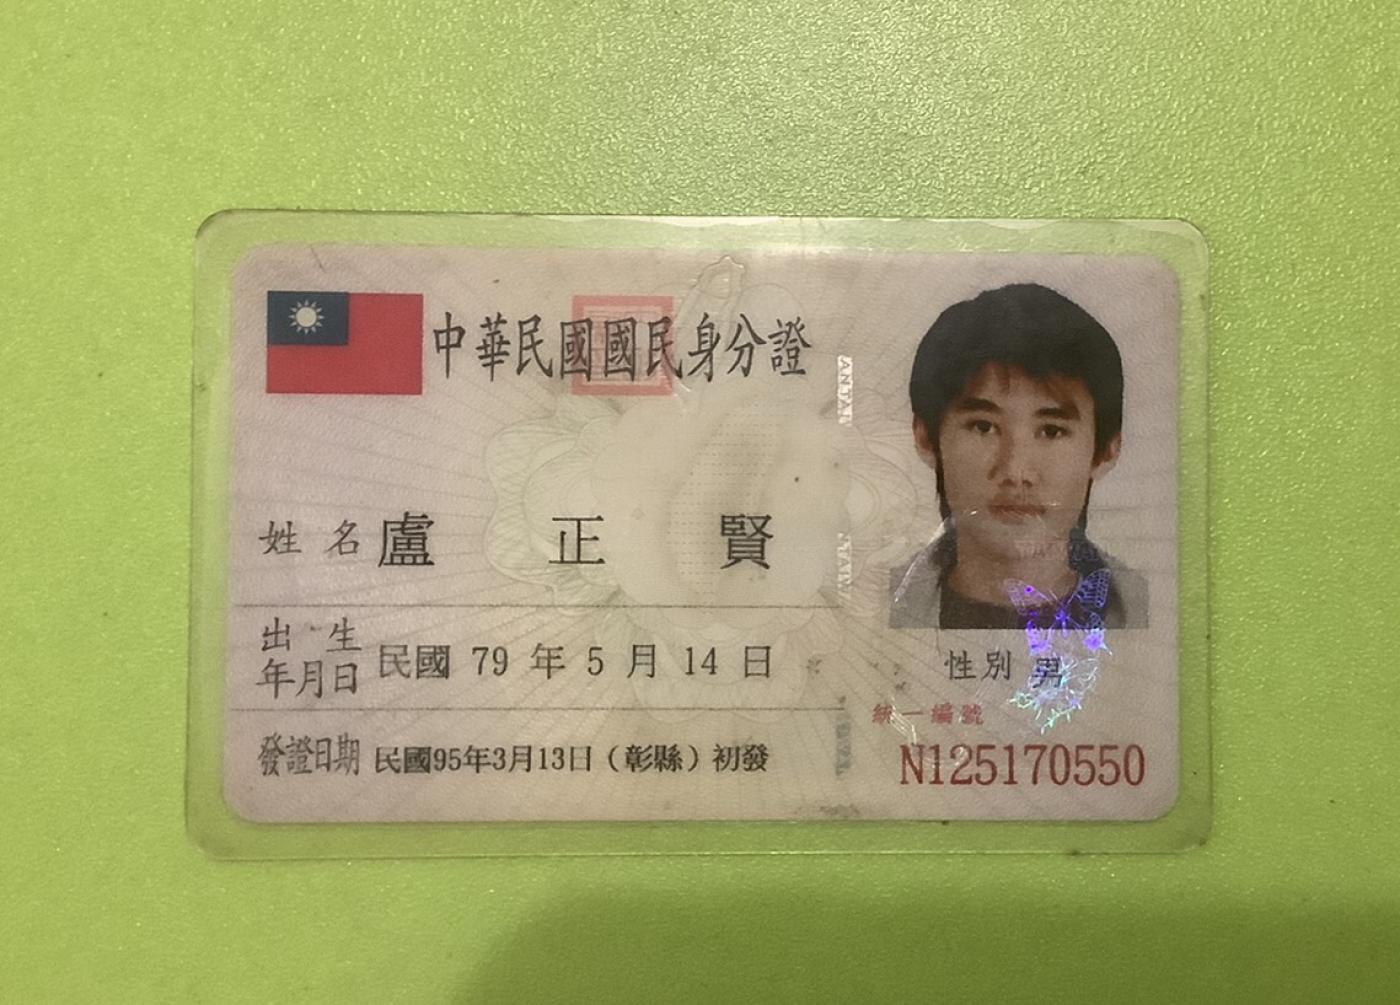 中華民國國民身分證
姓名 盧正賢
出生年月日 民國 79 年 5 月 14 日
發證日期 民國95年3月13日（彰縣）初發
性別 男
統一編號
N125170550